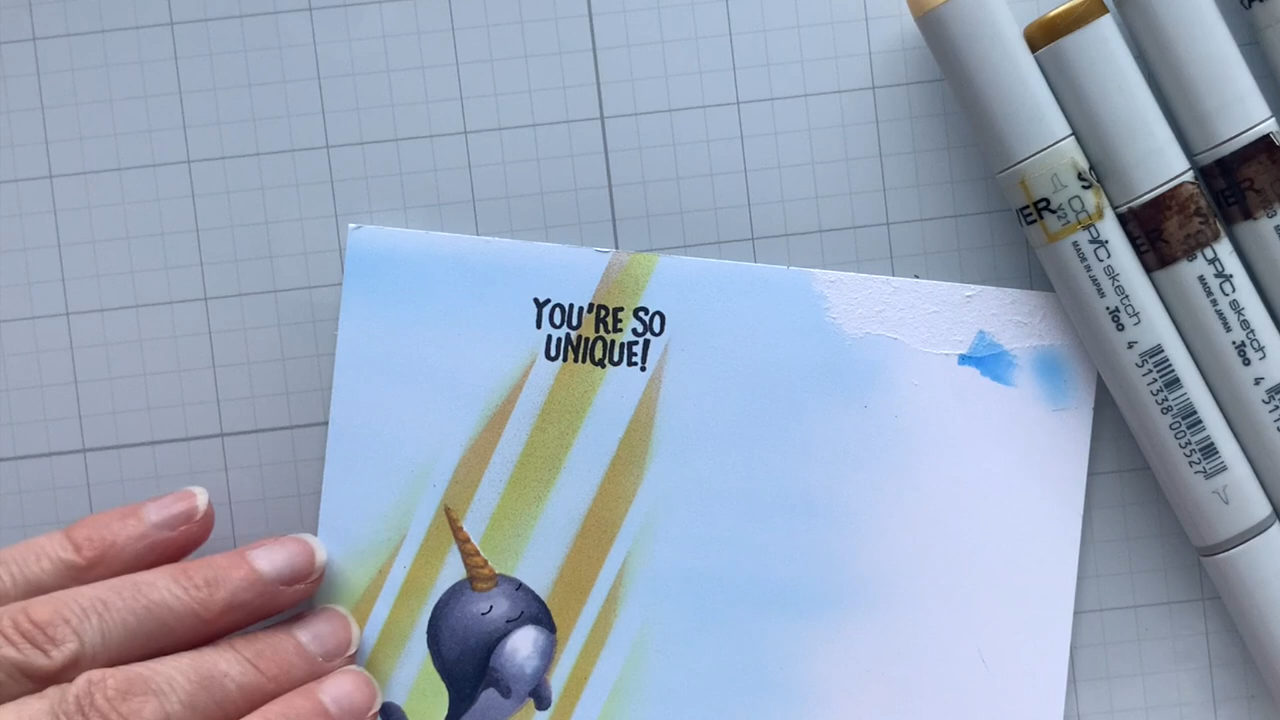 YOU'RE SO
UNIQUE!
Y21
COPIC sketch
MADE IN JAPAN .Too
4 511338 003527
COPIC sketch
MADE IN JAPAN .Too